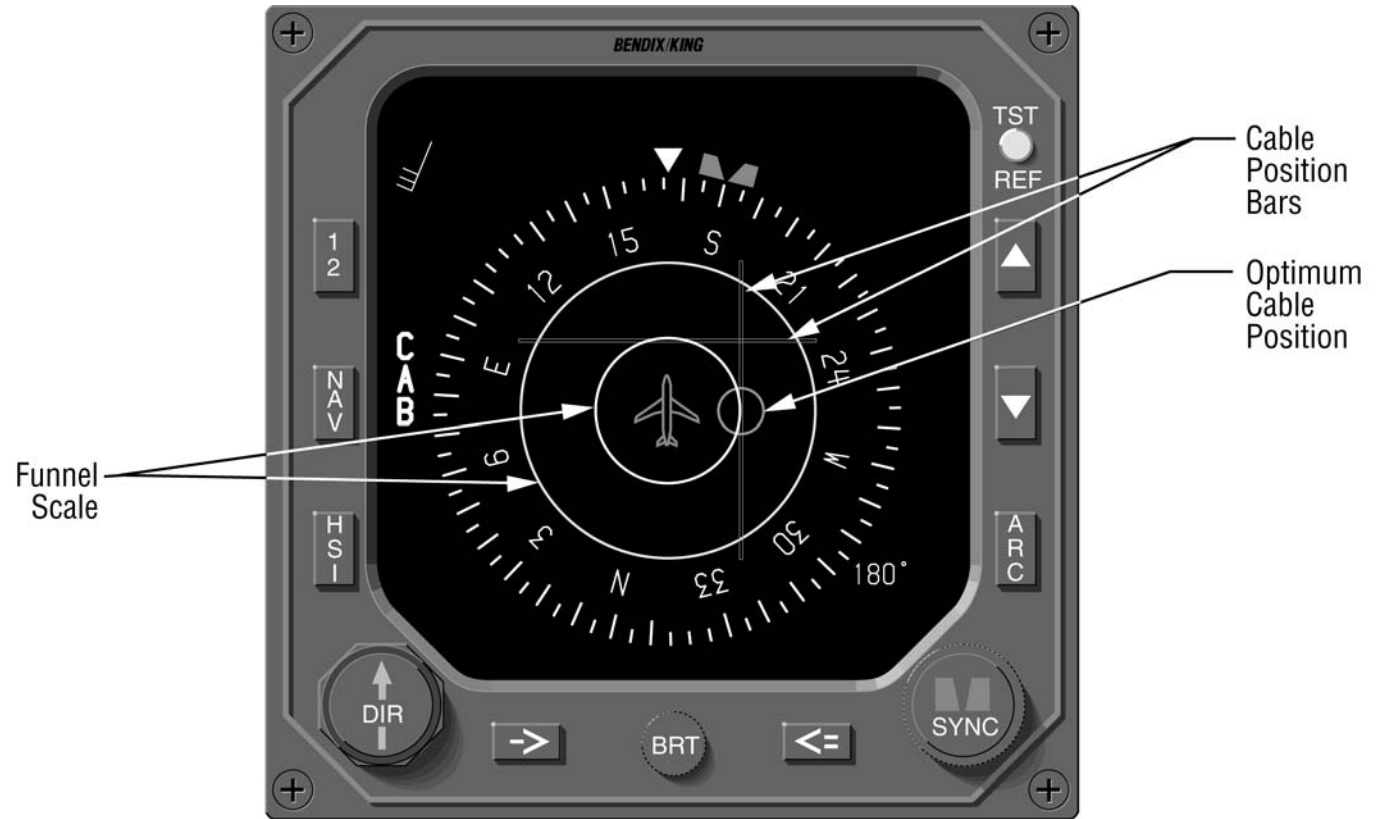 BENDIX/KING
TST
REF
Cable
Position
Bars
Optimum
Cable
Position
Funnel
Scale
1
2
N
A
V
H
S
I
A
R
C
C
A
B
15
S
21
24
W
30
33
N
3
6
E
12
180°
DIR
->
BRT
<=
SYNC